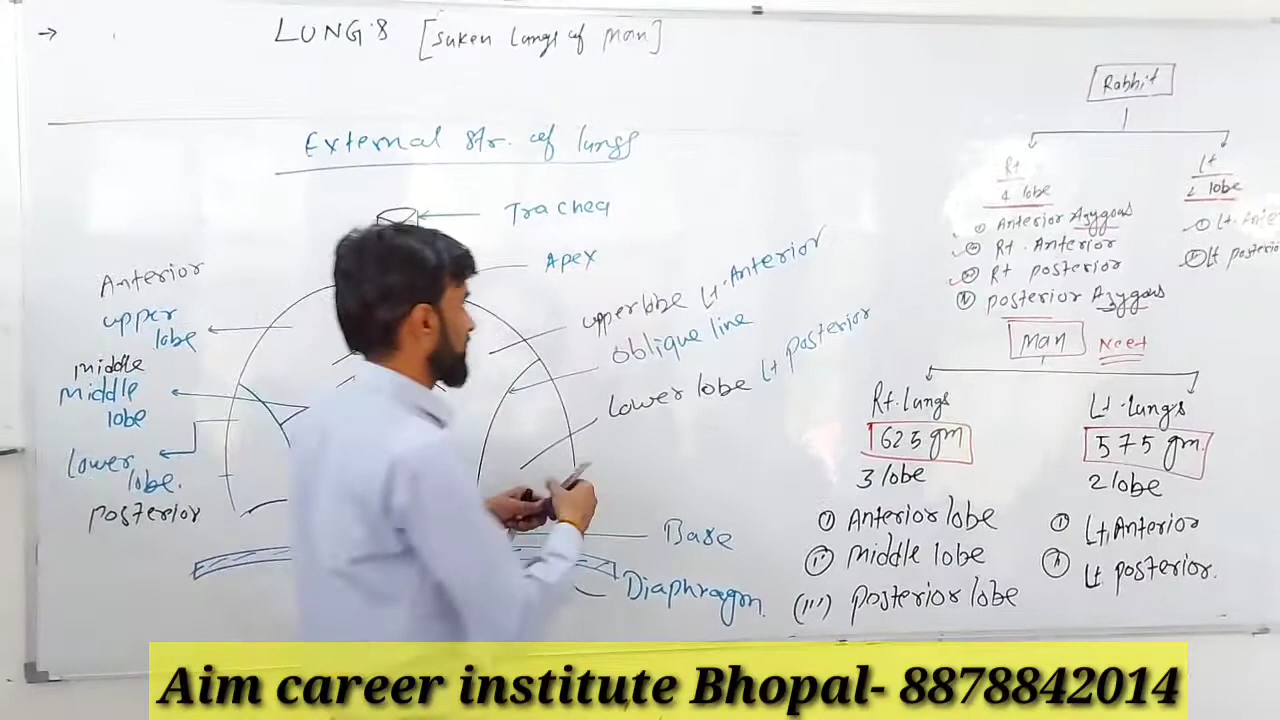 → LUNG'8 [suken Lungs of Man]
External str. of lungs
Trachea
Apex
Anterior
upper
lobe
middle
middle
lobe
Lower
lobe.
posterior
upper lobe Lt. Anterior
oblique line
Lower lobe Lt posterior
Base
Diaphragm.
Rabbit
Rt
4 lobe
① Anterior Azygous
② Rt. Anterior
③ Rt posterior
④ posterior Azygous
Lt
2 lobe
① Lt.
② Lt posterior
Man Neet
Rt. Lungs
625 gm
3 lobe
① Anterior lobe
② middle lobe
(iii) posterior lobe
Lt. Lungs
575 gm.
2 lobe
① Lt, Anterior
② Lt posterior.
Aim career institute Bhopal- 8878842014